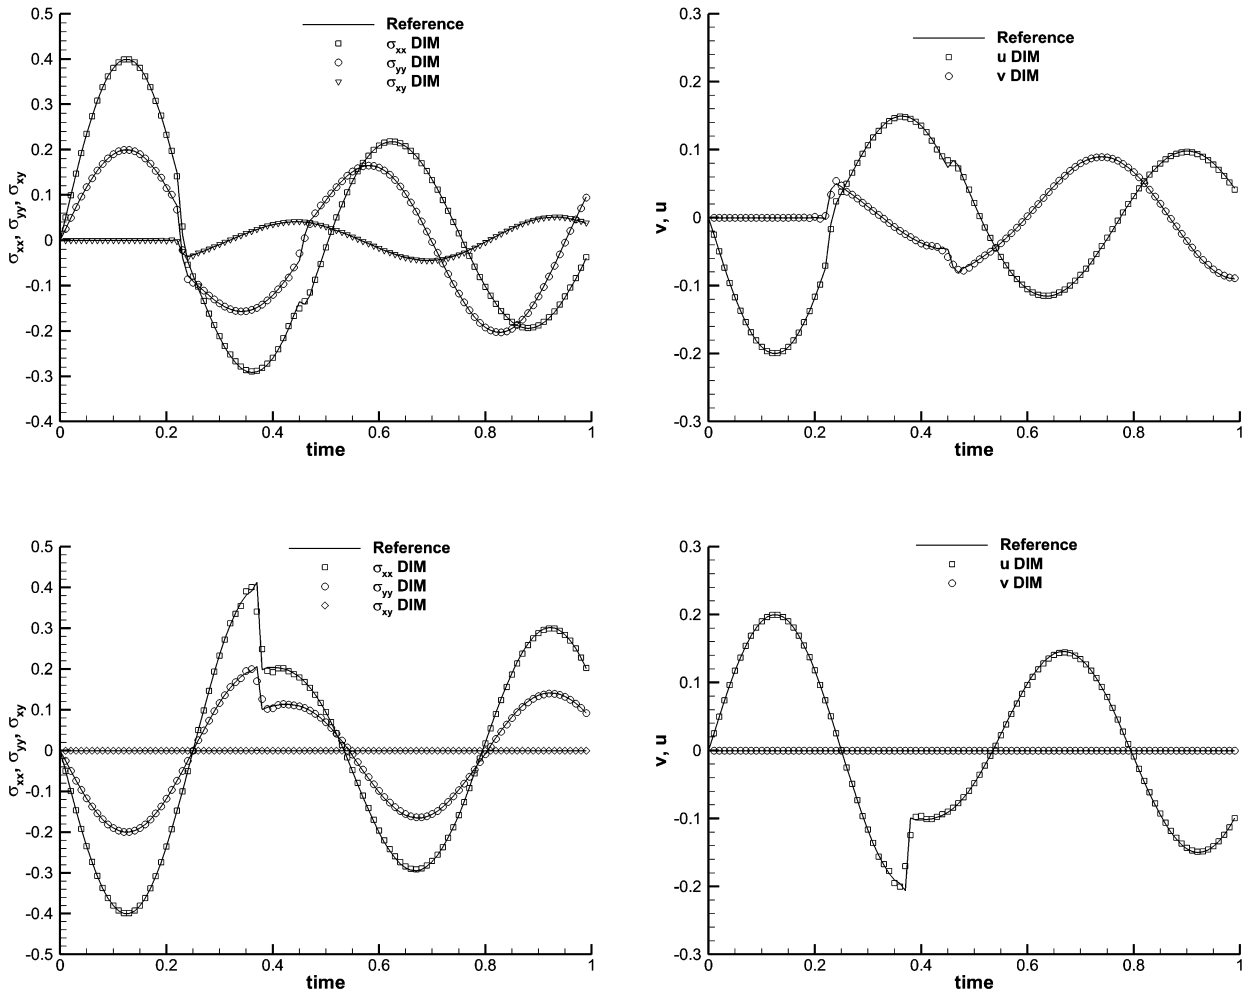 0.5
0.4
0.3
0.2
0.1
0
-0.1
-0.2
-0.3
-0.4
σxx, σyy, σxy
Reference
σxx DIM
σyy DIM
σxy DIM
0 0.2 0.4 0.6 0.8 1
time
0.3
0.2
0.1
0
-0.1
-0.2
-0.3
v, u
Reference
u DIM
v DIM
0 0.2 0.4 0.6 0.8 1
time
0.5
0.4
0.3
0.2
0.1
0
-0.1
-0.2
-0.3
-0.4
-0.5
σxx, σyy, σxy
Reference
σxx DIM
σyy DIM
σxy DIM
0 0.2 0.4 0.6 0.8 1
time
0.3
0.2
0.1
0
-0.1
-0.2
-0.3
v, u
Reference
u DIM
v DIM
0 0.2 0.4 0.6 0.8 1
time